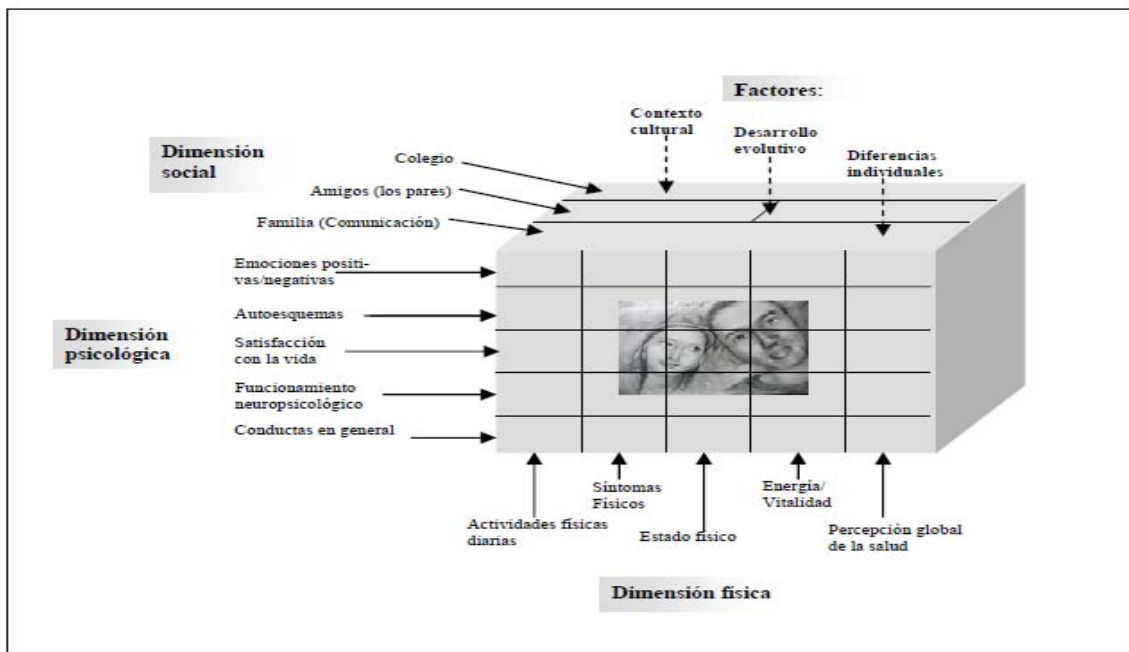 Factores:
Contexto
cultural
Desarrollo
evolutivo
Diferencias
individuales
Dimensión
social
Colegio
Amigos (los pares)
Familia (Comunicación)
Dimensión
psicológica
Emociones positi-
vas/negativas
Autoesquemas
Satisfacción
con la vida
Funcionamiento
neuropsicológico
Conductas en general
Actividades físicas
diarias
Síntomas
Físicos
Estado físico
Energía/
Vitalidad
Percepción global
de la salud
Dimensión física